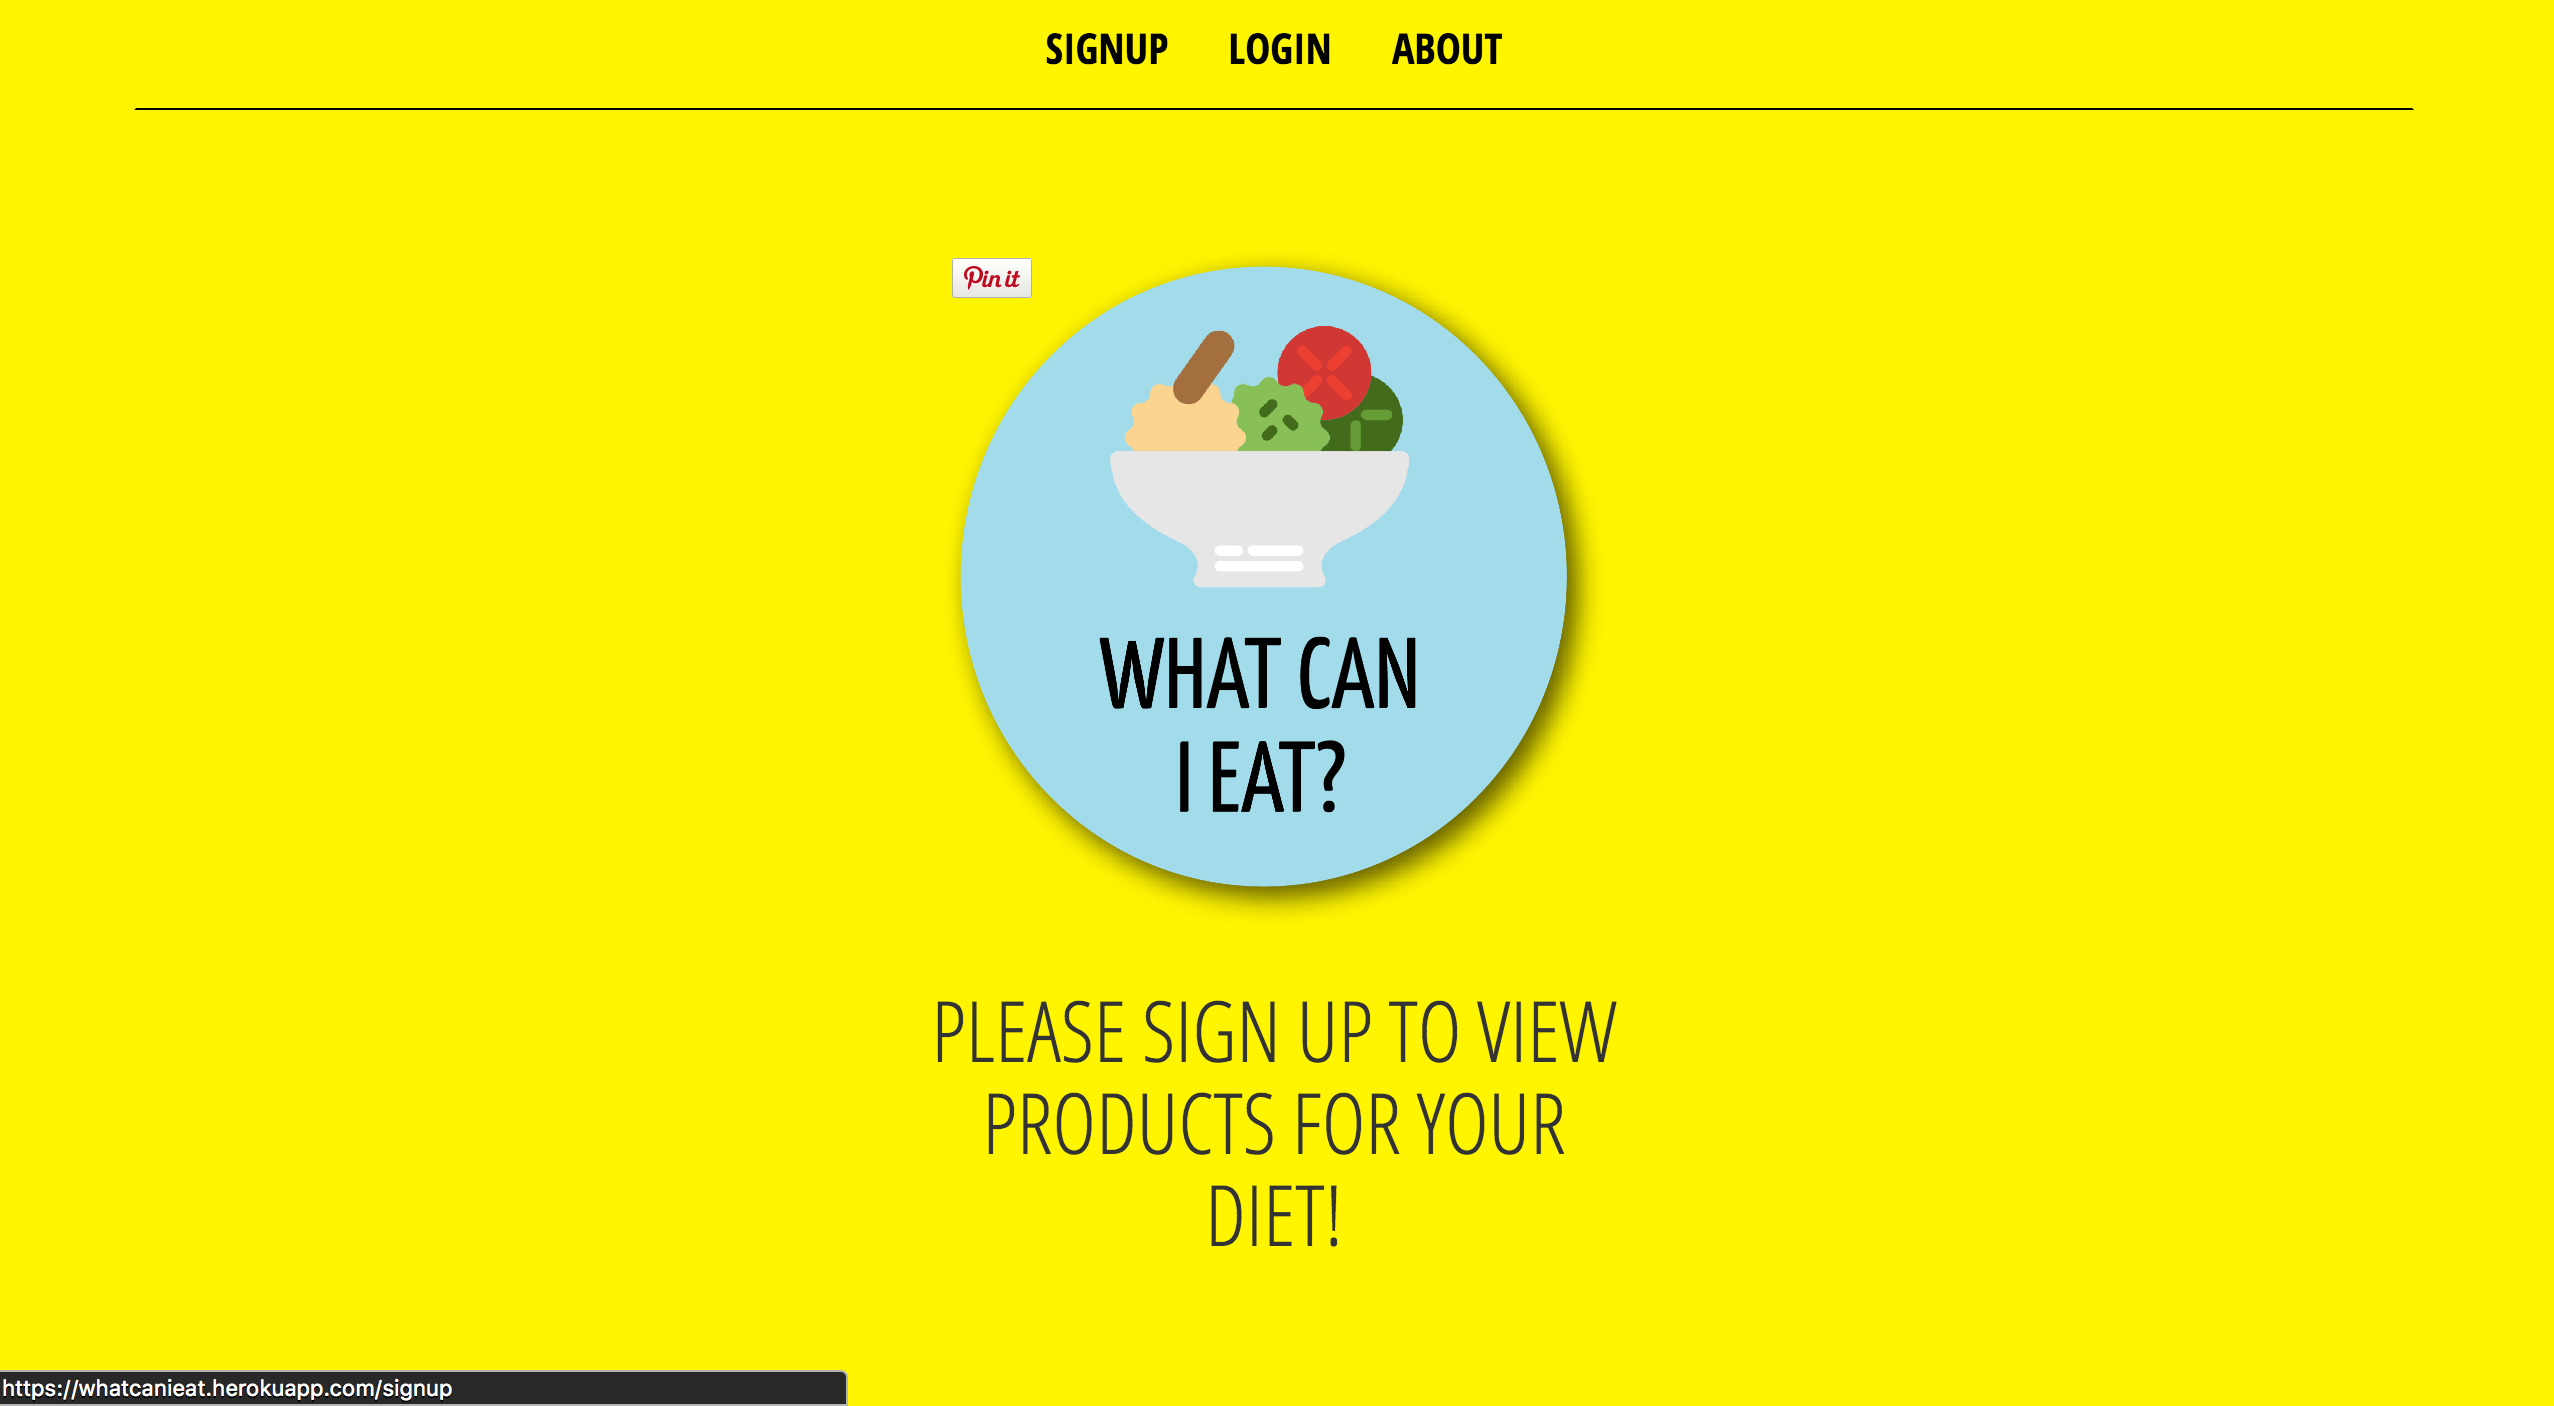 SIGNUP LOGIN ABOUT
Pin it
WHAT CAN
I EAT?
PLEASE SIGN UP TO VIEW
PRODUCTS FOR YOUR
DIET!
https://whatcanieat.herokuapp.com/signup